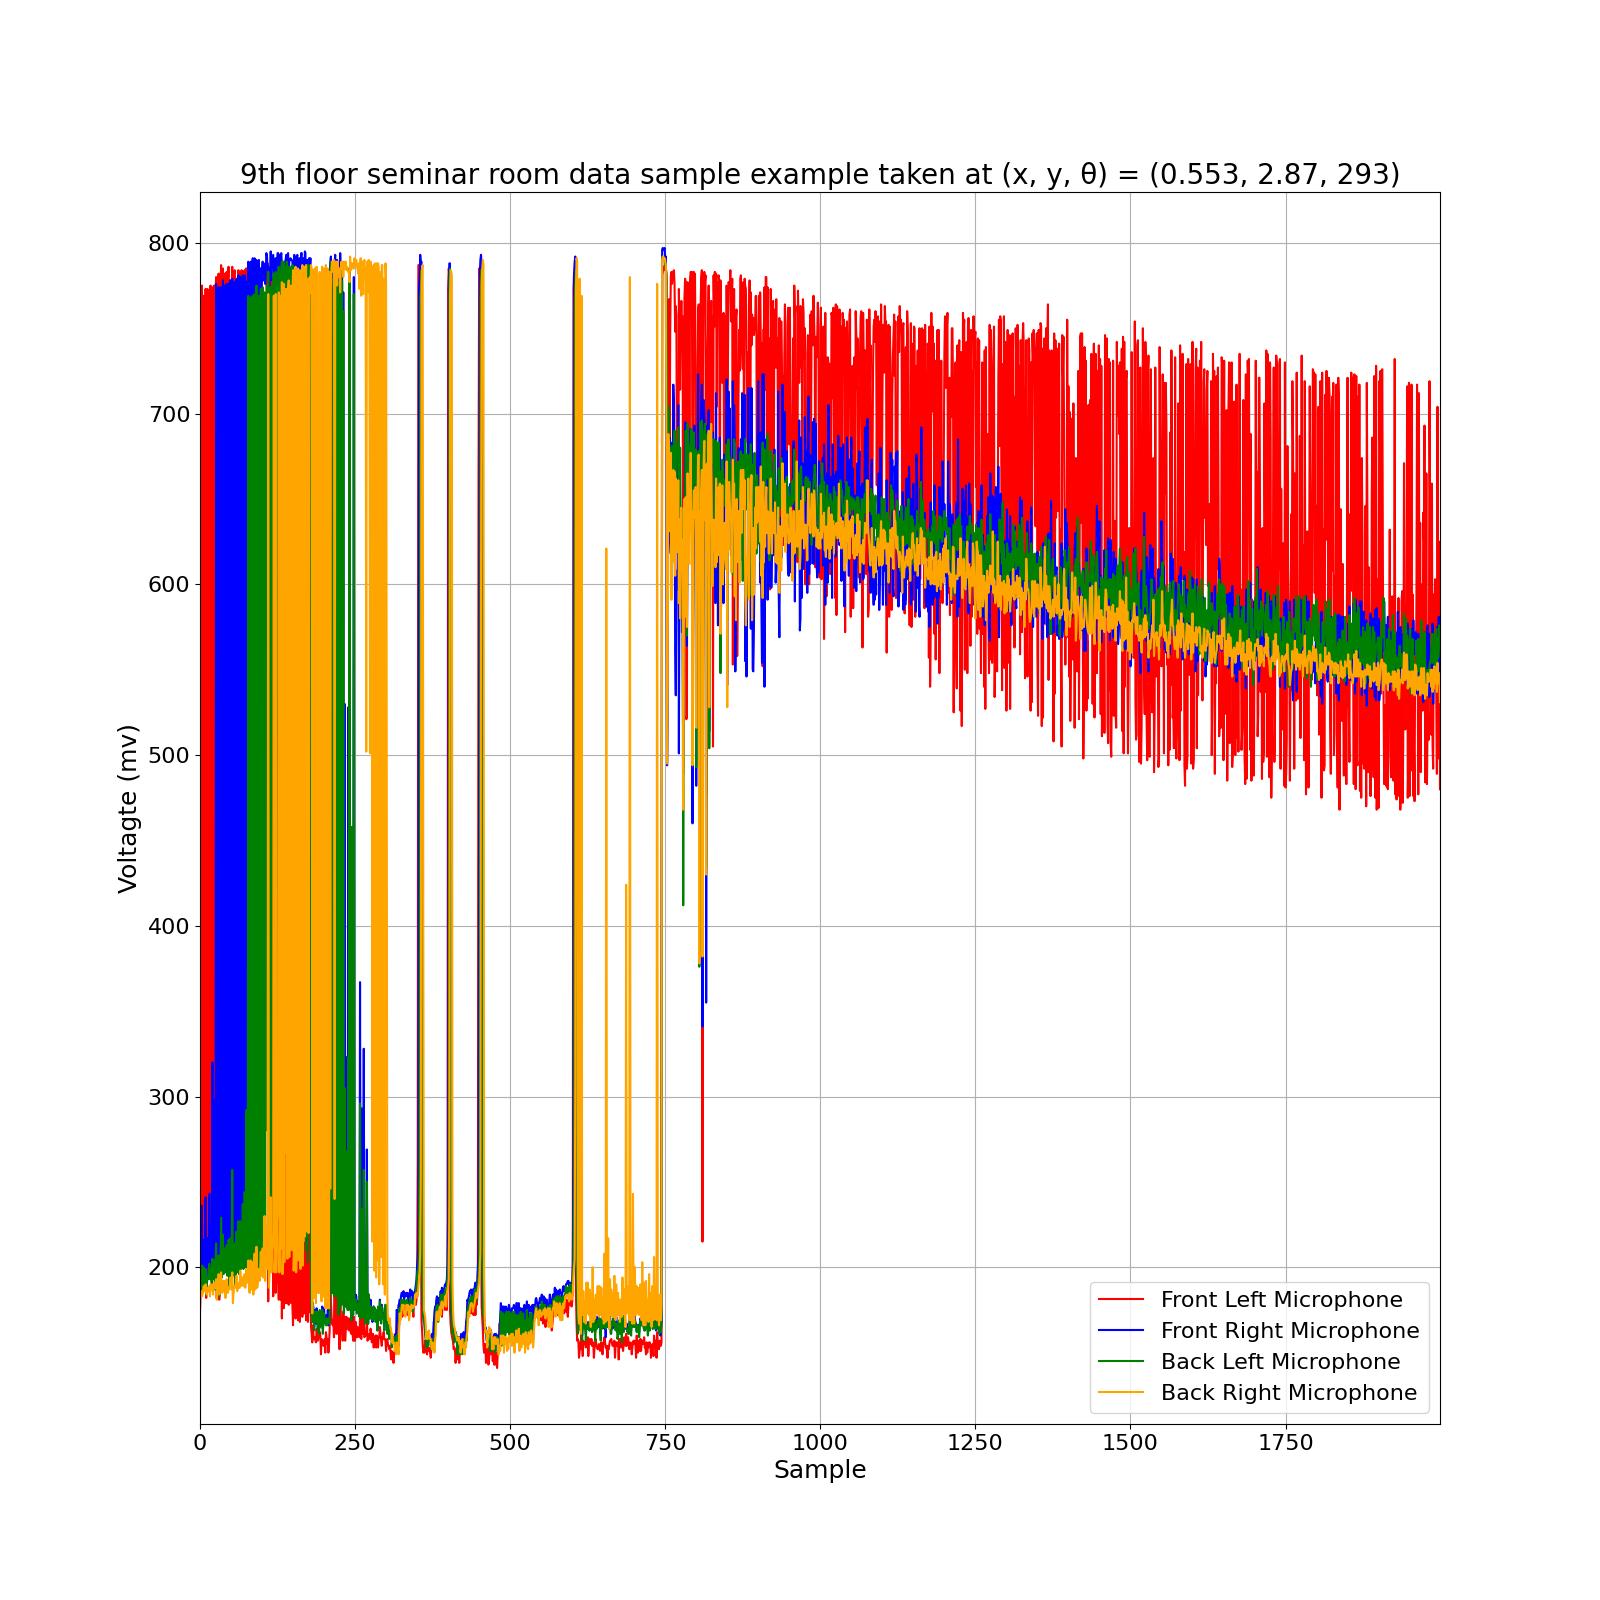 9th floor seminar room data sample example taken at (x, y, θ) = (0.553, 2.87, 293)
800
700
600
500
400
300
200
Voltagte (mv)
0 250 500 750 1000 1250 1500 1750
Sample
Front Left Microphone
Front Right Microphone
Back Left Microphone
Back Right Microphone